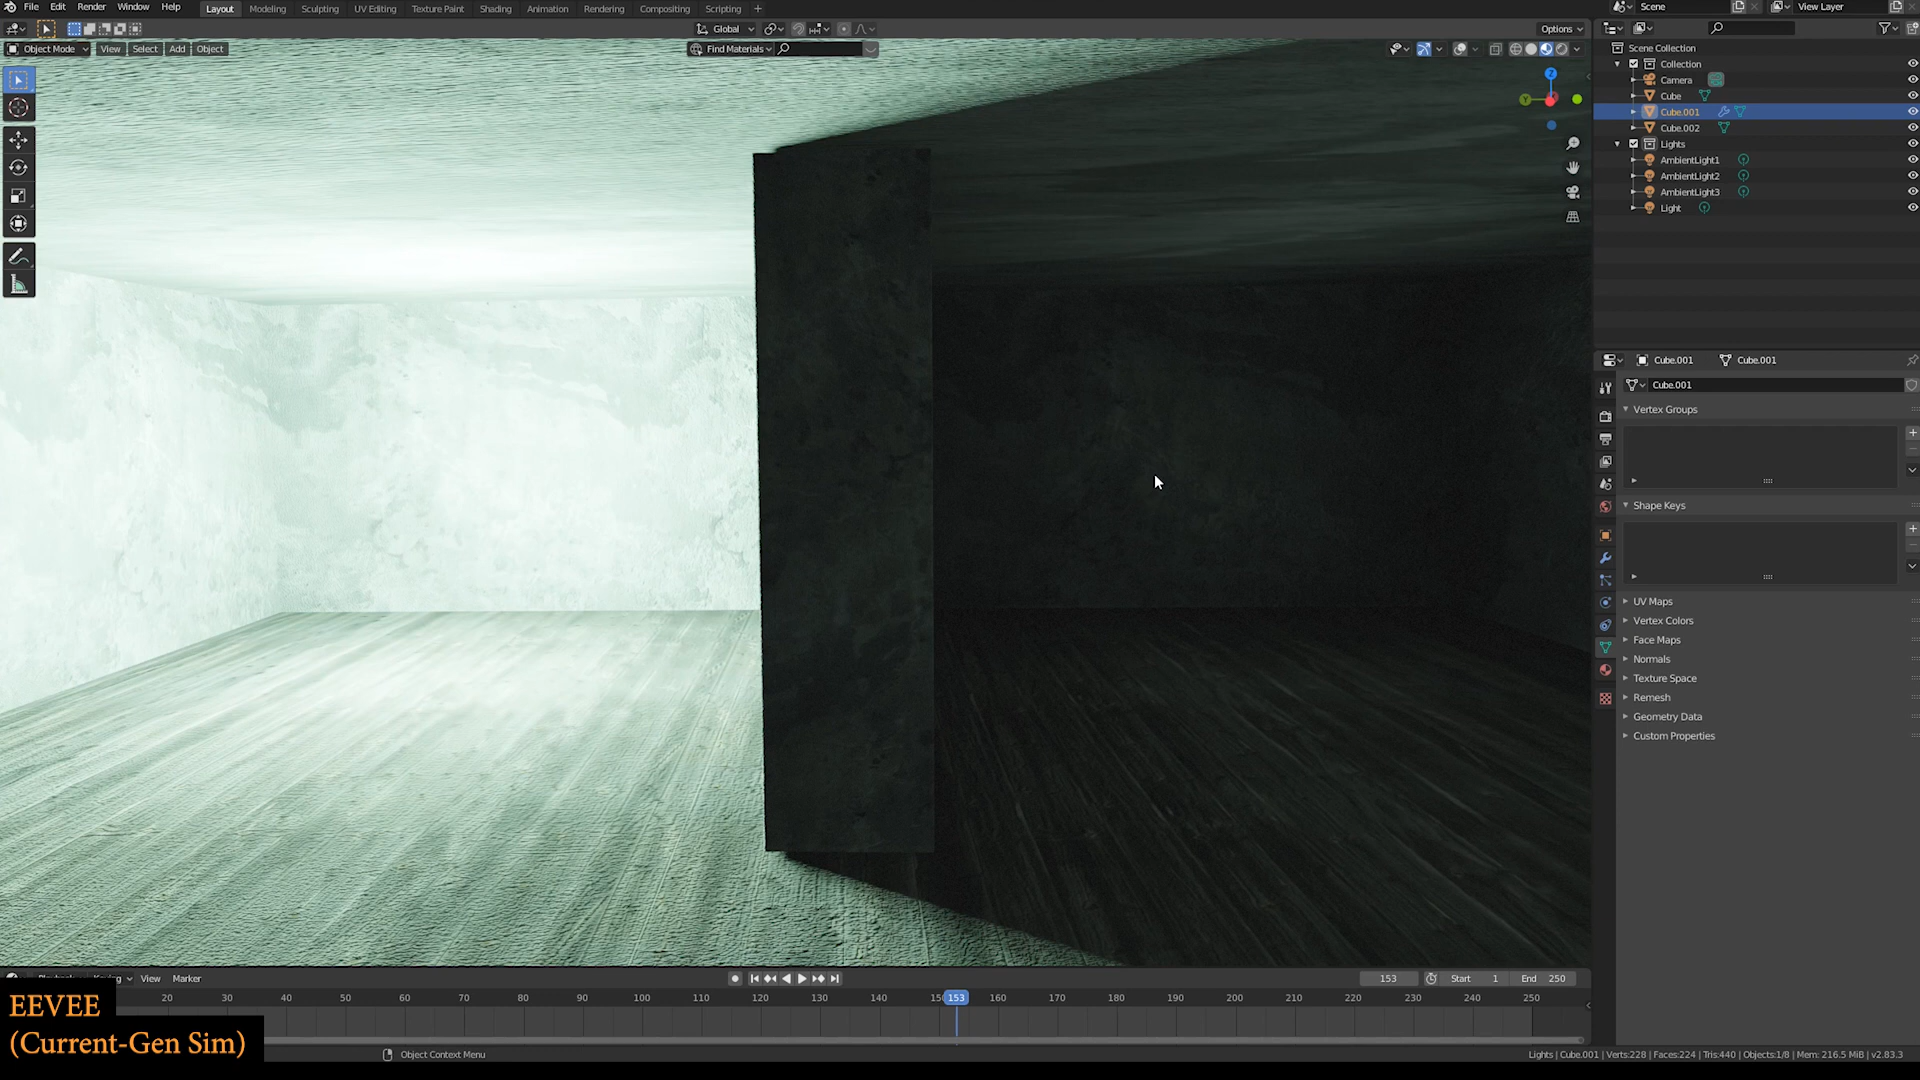 File Edit Render Window Help Layout Modeling Sculpting UV Editing Texture Paint Shading Animation Rendering Compositing Scripting + Scene View Layer
Global Options
Object Mode View Select Add Object Find Materials
Scene Collection
Collection
Camera
Cube
Cube.001
Cube.002
Lights
AmbientLight1
AmbientLight2
AmbientLight3
Light
Z
Y
Cube.001 Cube.001
Cube.001
Vertex Groups
Shape Keys
UV Maps
Vertex Colors
Face Maps
Normals
Texture Space
Remesh
Geometry Data
Custom Properties
View Marker 153 Start 1 End 250
20 30 40 50 60 70 80 90 100 110 120 130 140 153 160 170 180 190 200 210 220 230 240 250
EEVEE
(Current-Gen Sim)
Object Context Menu
Lights | Cube.001 | Verts:228 | Faces:224 | Tris:440 | Objects:1/8 | Mem: 216.5 MiB | v2.83.3